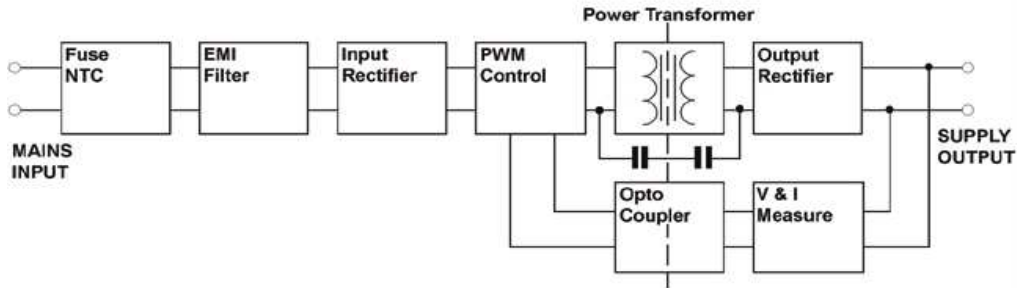 Power Transformer
Fuse
NTC
EMI
Filter
Input
Rectifier
PWM
Control
Output
Rectifier
MAINS
INPUT
SUPPLY
OUTPUT
Opto
Coupler
V & I
Measure